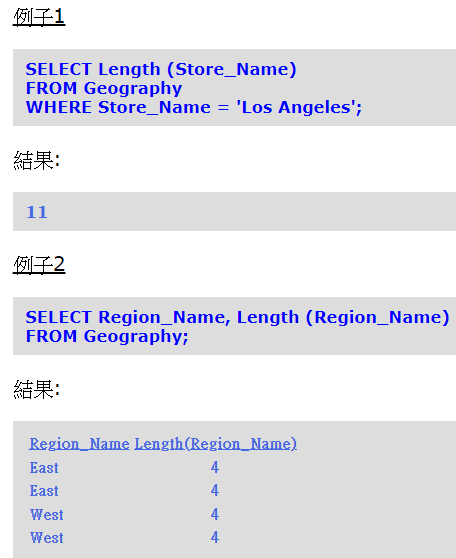 例子1
SELECT Length (Store_Name)
FROM Geography
WHERE Store_Name = 'Los Angeles';
結果:
11
例子2
SELECT Region_Name, Length (Region_Name)
FROM Geography;
結果:
Region_Name Length(Region_Name)
East 4
East 4
West 4
West 4